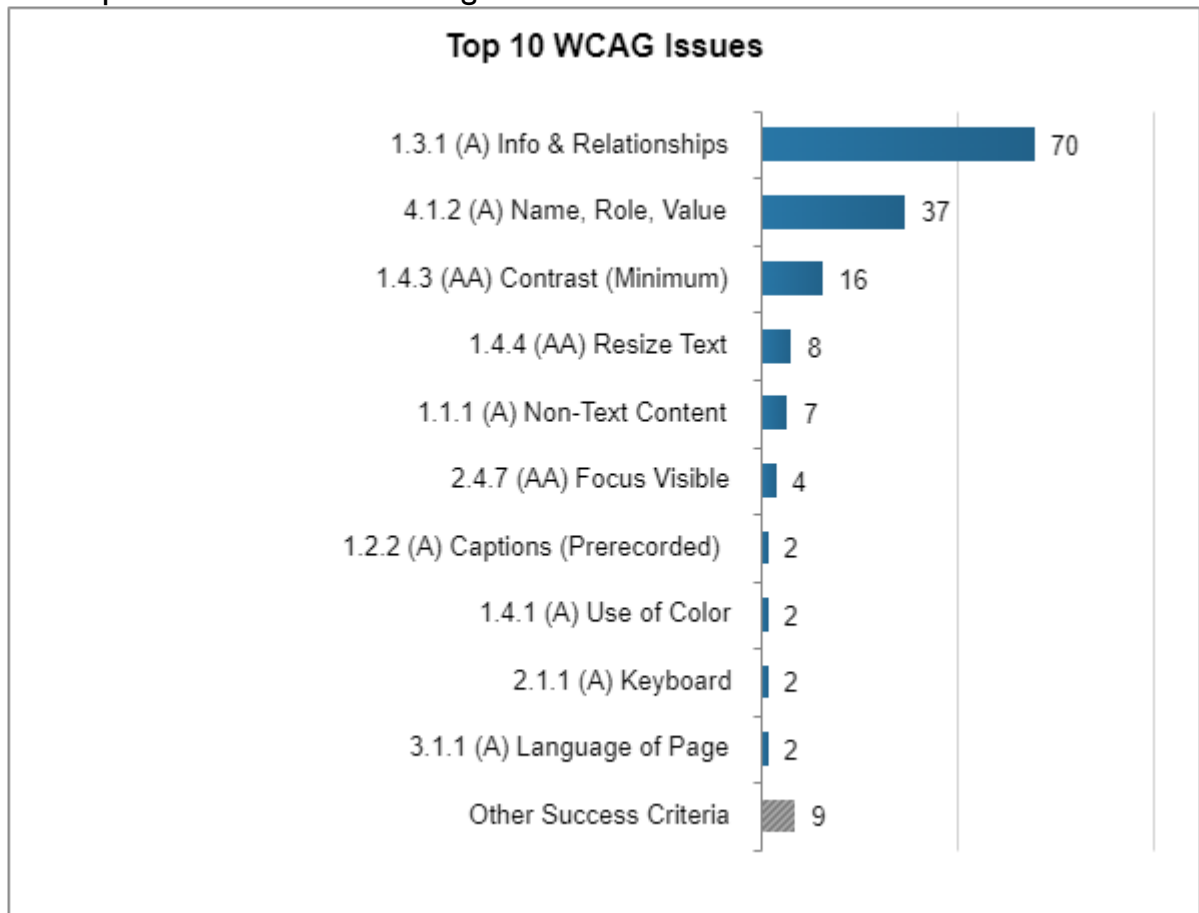 Top 10 WCAG Issues
1.3.1 (A) Info & Relationships 70
4.1.2 (A) Name, Role, Value 37
1.4.3 (AA) Contrast (Minimum) 16
1.4.4 (AA) Resize Text 8
1.1.1 (A) Non-Text Content 7
2.4.7 (AA) Focus Visible 4
1.2.2 (A) Captions (Prerecorded) 2
1.4.1 (A) Use of Color 2
2.1.1 (A) Keyboard 2
3.1.1 (A) Language of Page 2
Other Success Criteria 9